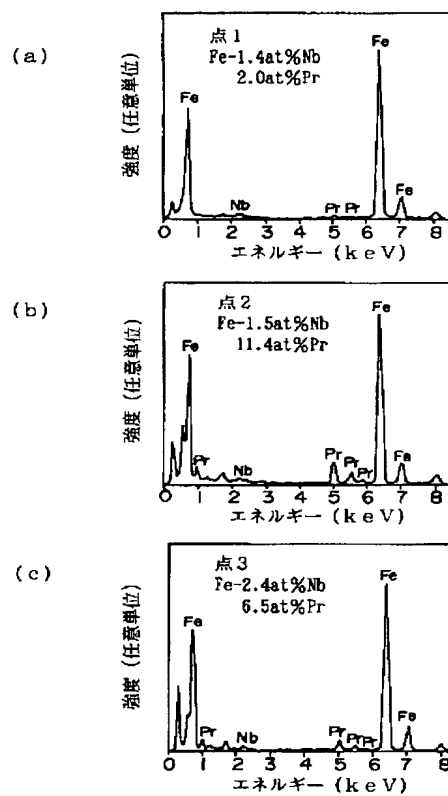 (a)
点1
Fe-1.4at%Nb
2.0at%Pr
強度(任意単位)
Fe
Nb
Pr
Pr
Fe
Fe
0 1 2 3 4 5 6 7 8
エネルギー(keV)
(b)
点2
Fe-1.5at%Nb
11.4at%Pr
強度(任意単位)
Fe
Pr
Nb
Pr
Pr
Pr
Fe
Fe
0 1 2 3 4 5 6 7 8
エネルギー(keV)
(c)
点3
Fe-2.4at%Nb
6.5at%Pr
強度(任意単位)
Fe
Pr
Nb
Pr
Pr
Pr
Fe
Fe
0 1 2 3 4 5 6 7 8
エネルギー(keV)